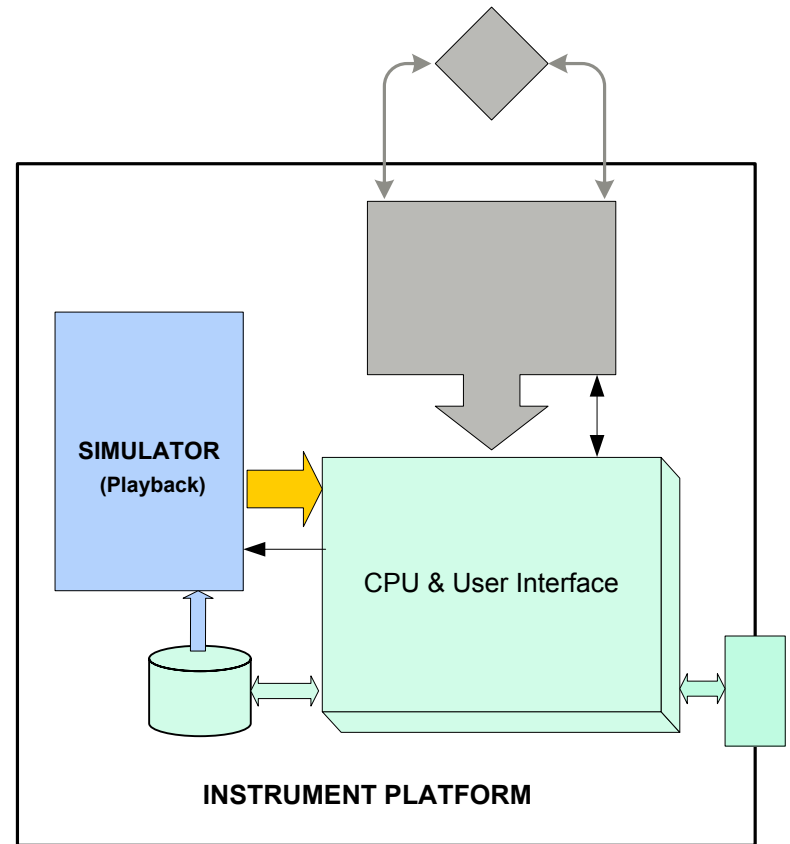 SIMULATOR
(Playback)
CPU & User Interface
INSTRUMENT PLATFORM